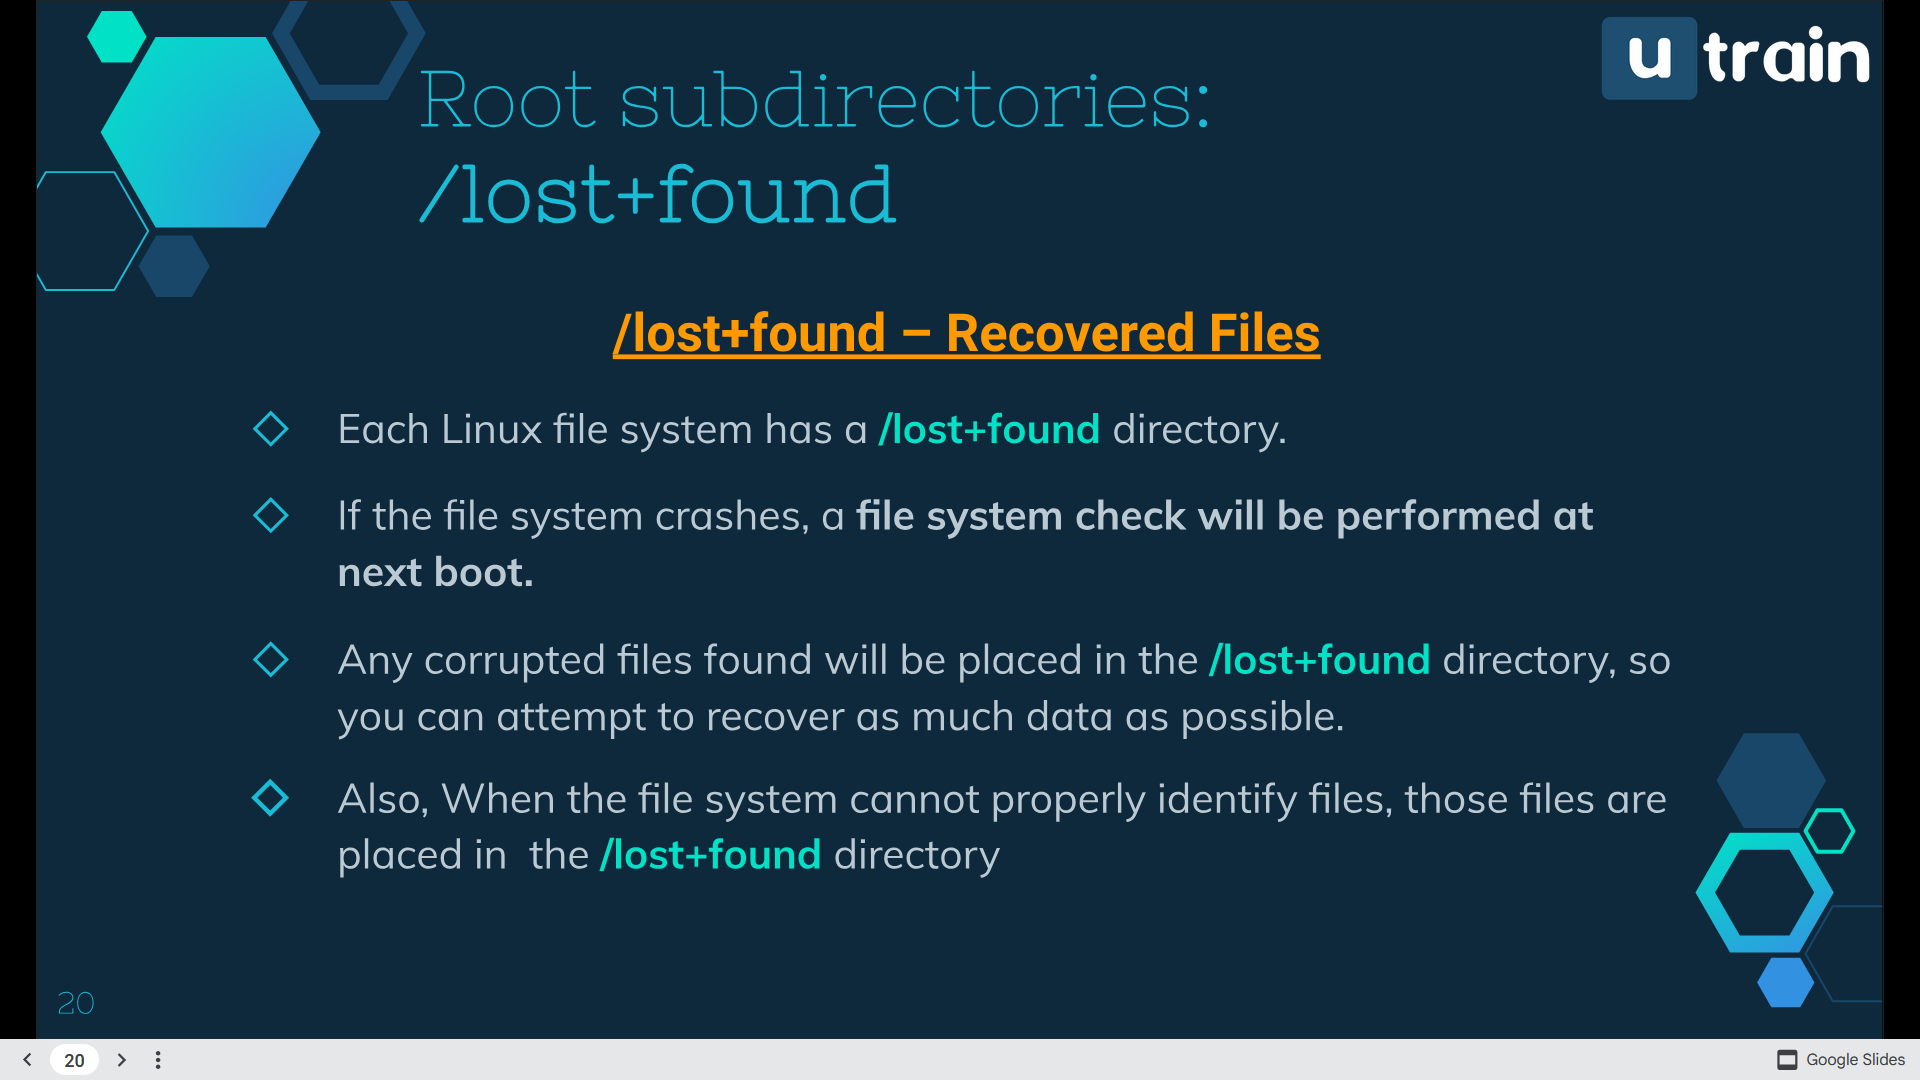 u train
Root subdirectories:
/lost+found
/lost+found – Recovered Files
Each Linux file system has a /lost+found directory.
If the file system crashes, a file system check will be performed at
next boot.
Any corrupted files found will be placed in the /lost+found directory, so
you can attempt to recover as much data as possible.
Also, When the file system cannot properly identify files, those files are
placed in  the /lost+found directory
20
20
Google Slides